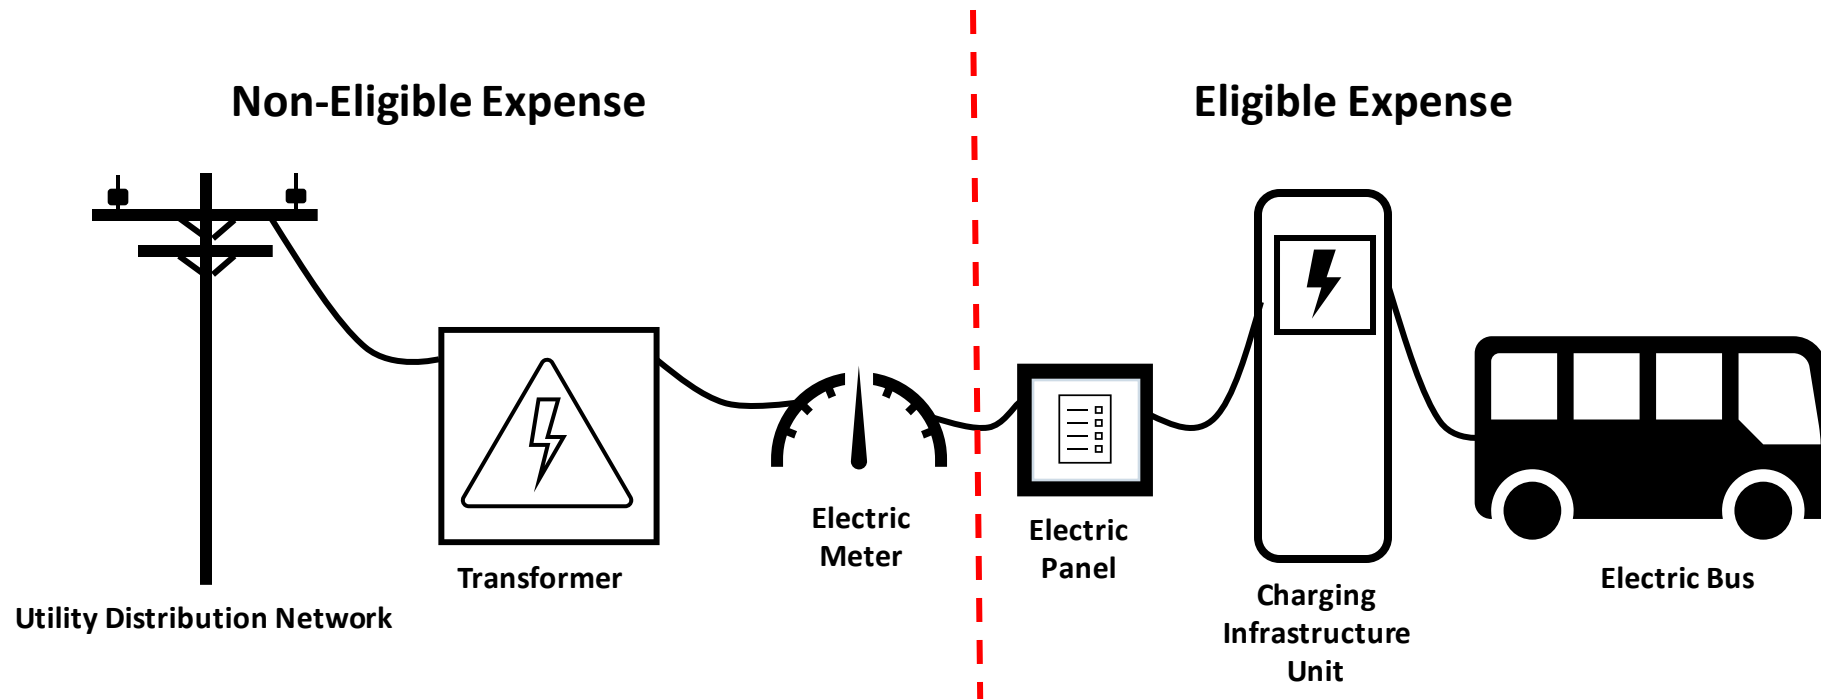 Non-Eligible Expense
Eligible Expense
Utility Distribution Network
Transformer
Electric
Meter
Electric
Panel
Charging
Infrastructure
Unit
Electric Bus